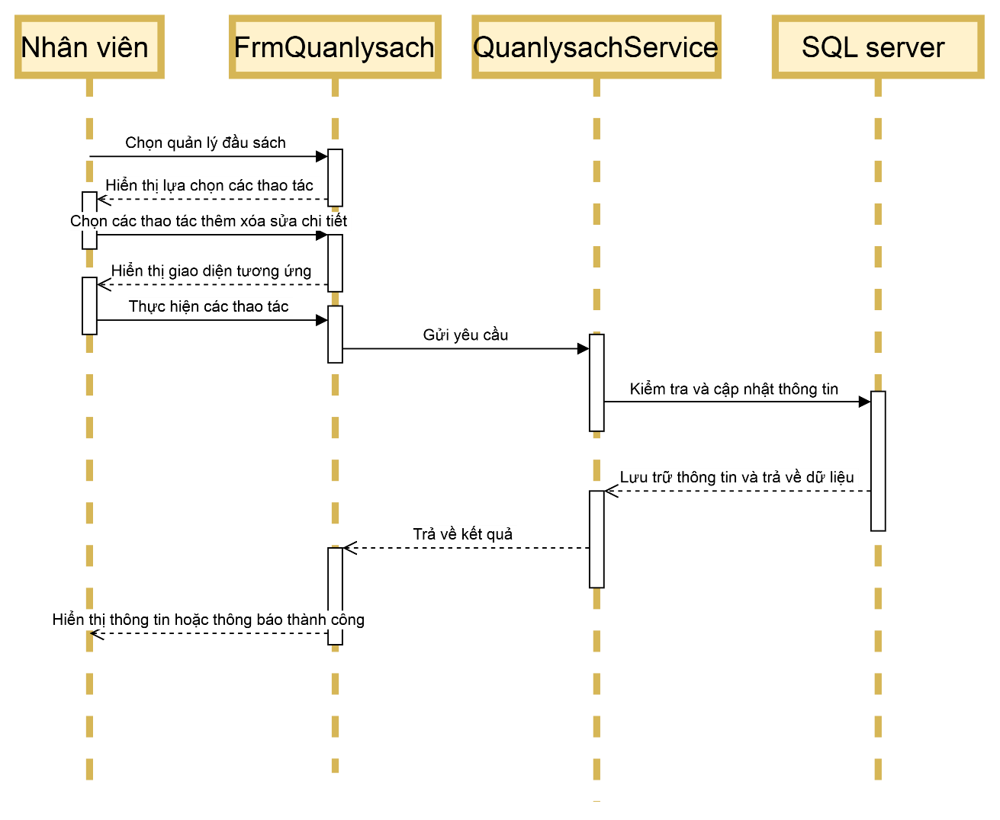 Nhân viên
FrmQuanlysach
QuanlysachService
SQL server
Chọn quản lý đầu sách
Hiển thị lựa chọn các thao tác
Chọn các thao tác thêm xóa sửa chi tiết
Hiển thị giao diện tương ứng
Thực hiện các thao tác
Gửi yêu cầu
Kiểm tra và cập nhật thông tin
Lưu trữ thông tin và trả về dữ liệu
Trả về kết quả
Hiển thị thông tin hoặc thông báo thành công